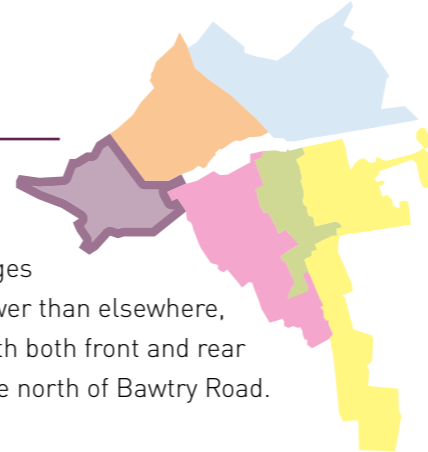 ges
wer than elsewhere,
th both front and rear
e north of Bawtry Road.